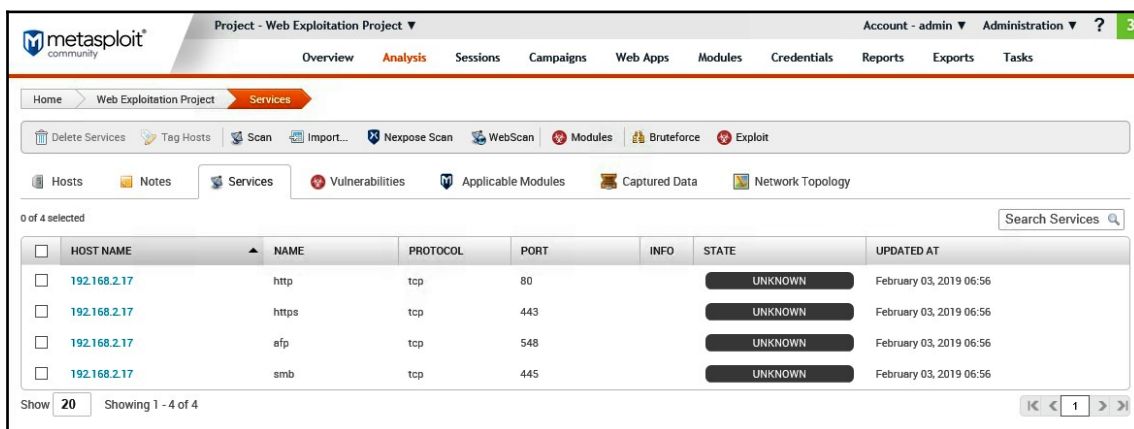 Project - Web Exploitation Project ▼ Account - admin ▼ Administration ▼ ? 3
metasploit®
community
Overview Analysis Sessions Campaigns Web Apps Modules Credentials Reports Exports Tasks
Home Web Exploitation Project Services
Delete Services Tag Hosts Scan Import... Nexpose Scan WebScan Modules Bruteforce Exploit
Hosts Notes Services Vulnerabilities Applicable Modules Captured Data Network Topology
0 of 4 selected Search Services
HOST NAME NAME PROTOCOL PORT INFO STATE UPDATED AT
192.168.2.17 http tcp 80 UNKNOWN February 03, 2019 06:56
192.168.2.17 https tcp 443 UNKNOWN February 03, 2019 06:56
192.168.2.17 afp tcp 548 UNKNOWN February 03, 2019 06:56
192.168.2.17 smb tcp 445 UNKNOWN February 03, 2019 06:56
Show 20 Showing 1 - 4 of 4 1